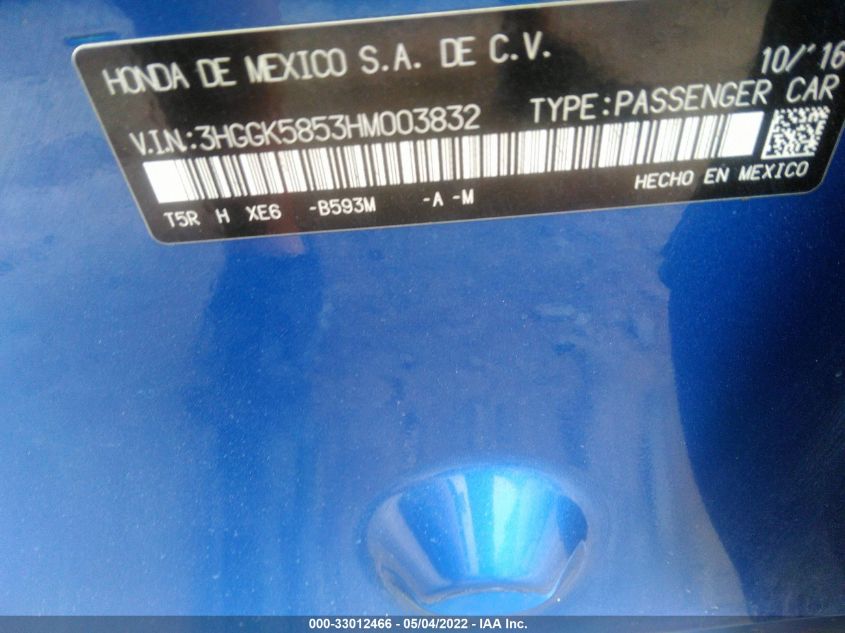 HONDA DE MEXICO S.A. DE C.V.
10/'16
V.I.N.:3HGGK5853HM003832
TYPE:PASSENGER CAR
T5R H XE6 -B593M -A -M
HECHO EN MEXICO
000-33012466 - 05/04/2022 - IAA Inc.